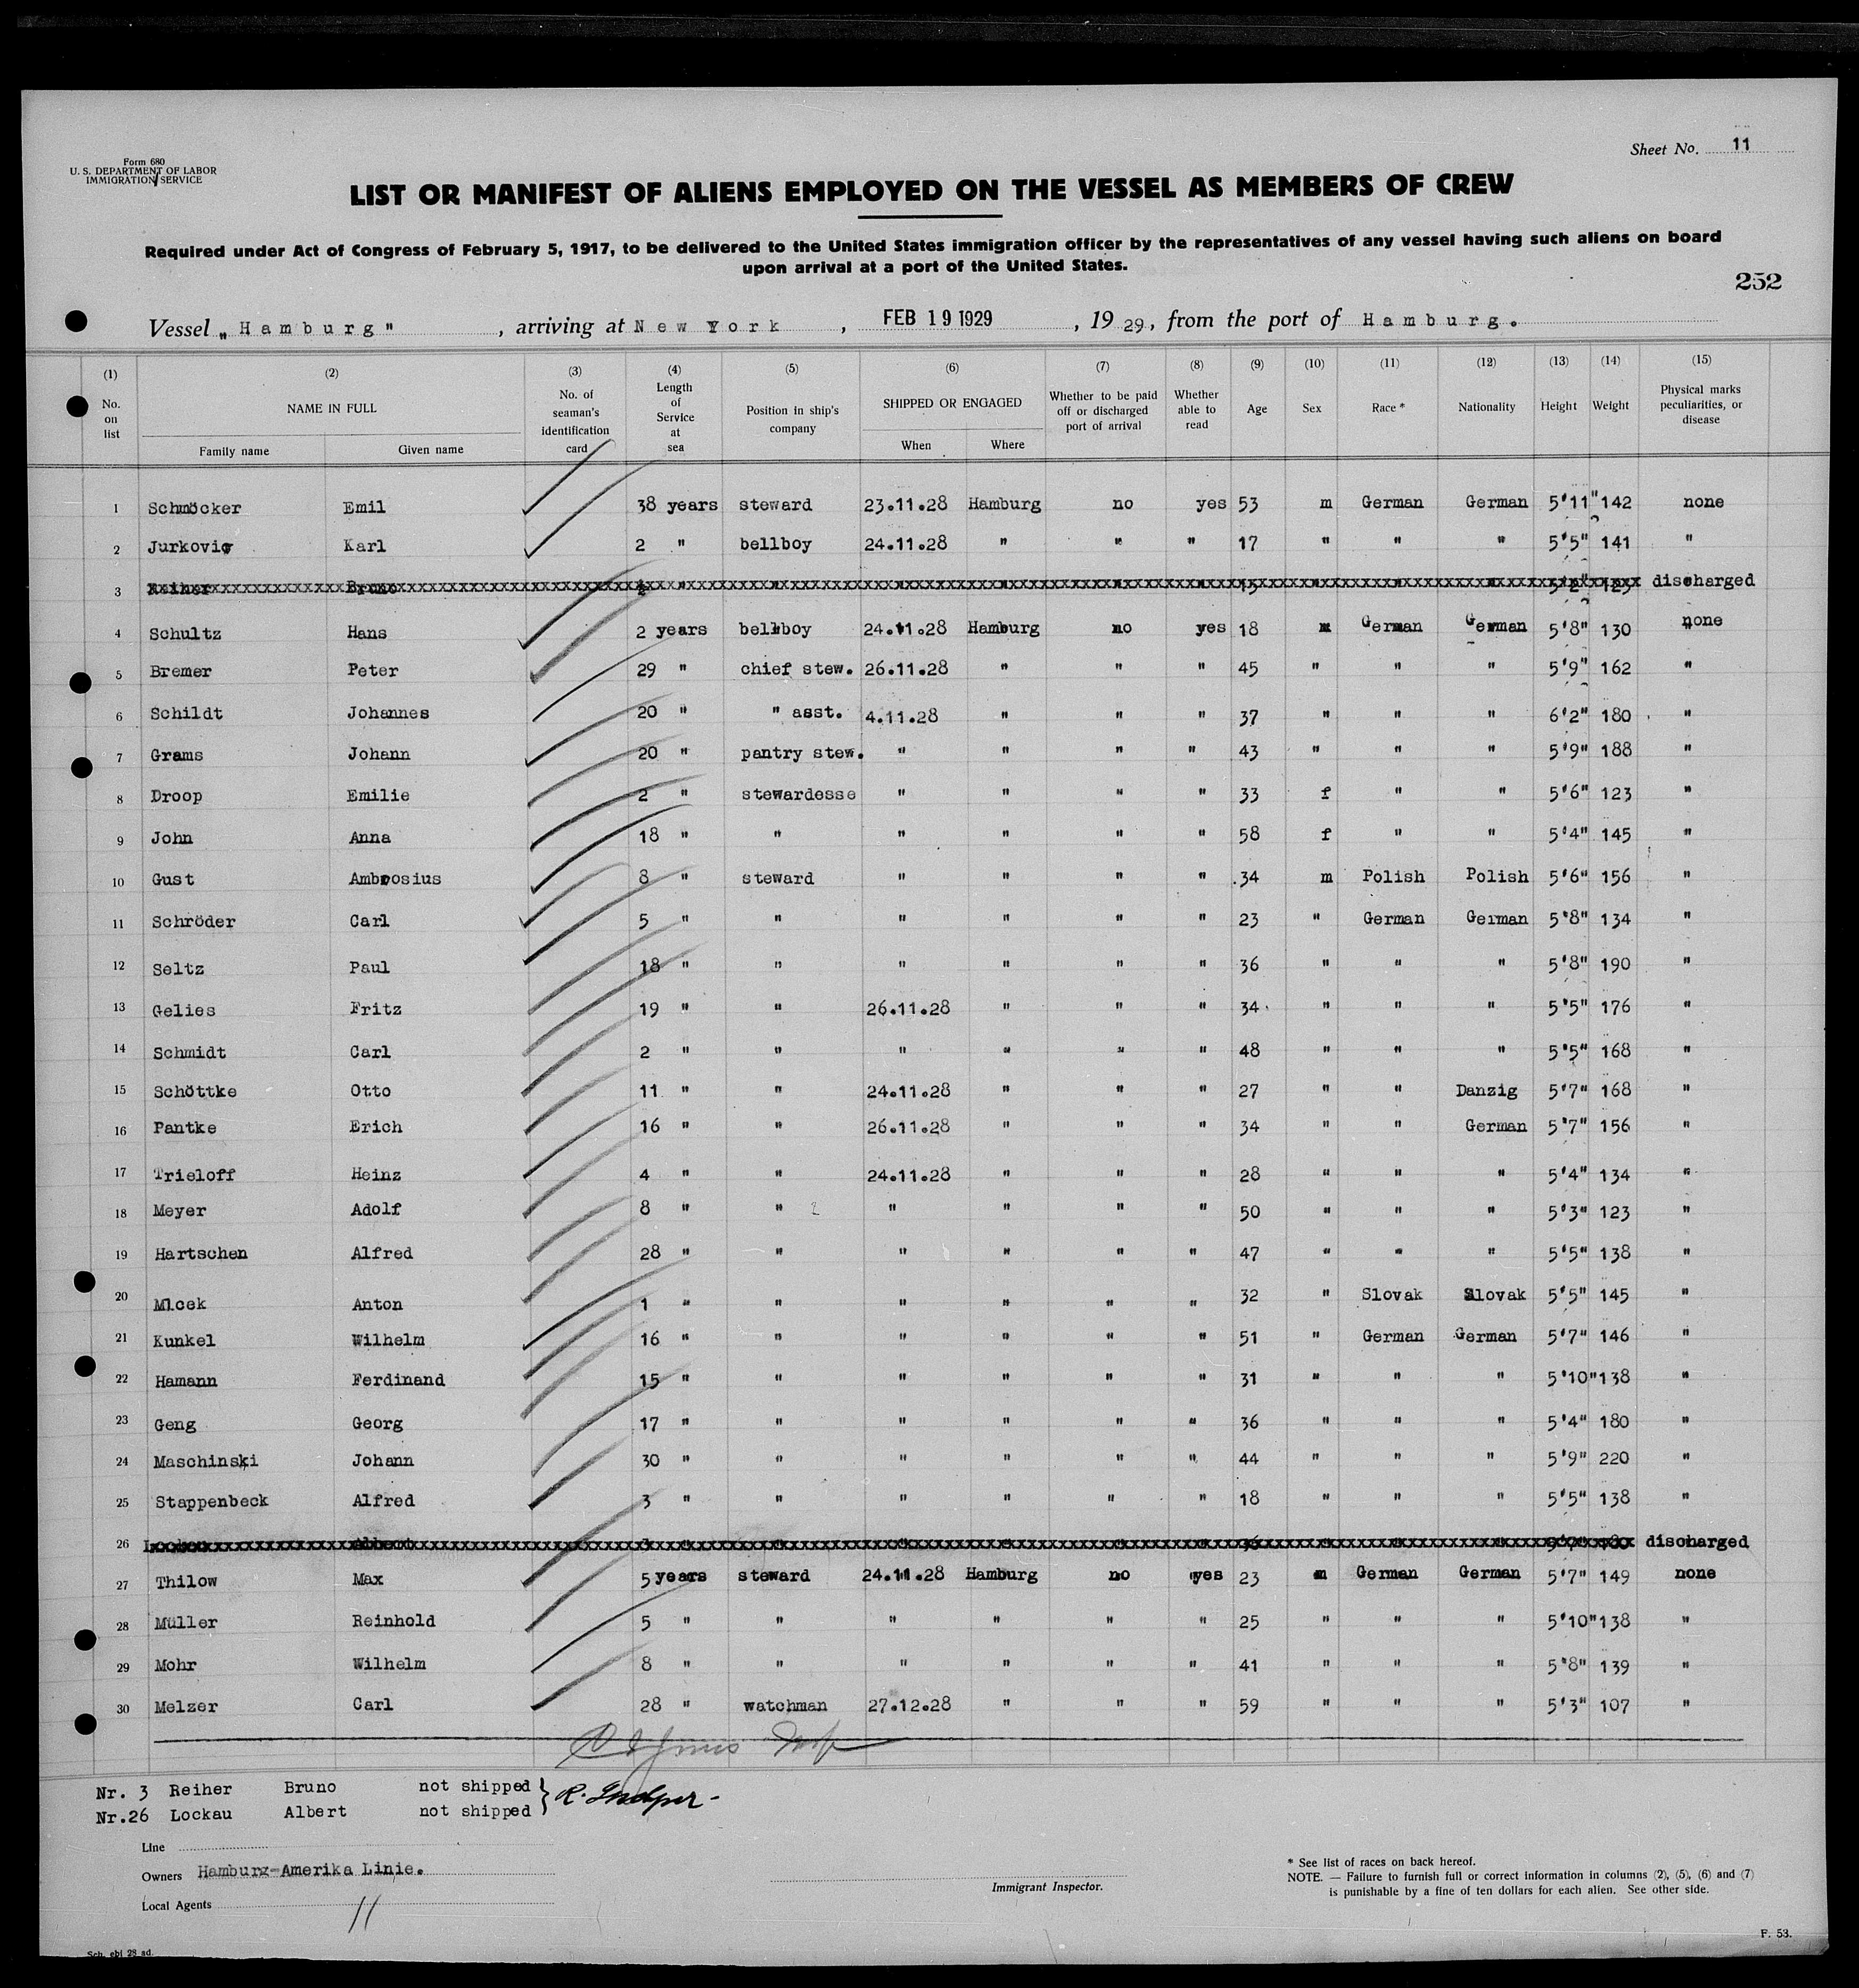 Form 680
U. S. DEPARTMENT OF LABOR
IMMIGRATION SERVICE
Sheet No. 11
LIST OR MANIFEST OF ALIENS EMPLOYED ON THE VESSEL AS MEMBERS OF CREW
Required under Act of Congress of February 5, 1917, to be delivered to the United States immigration officer by the representatives of any vessel having such aliens on board
upon arrival at a port of the United States.
252
Vessel „Hamburg" , arriving at New York , FEB 19 1929 , 19 29, from the port of Hamburg.
(1) (2) (3) (4) (5) (6) (7) (8) (9) (10) (11) (12) (13) (14) (15)
No. on list NAME IN FULL Family name Given name No. of seaman's identification card Length of Service at sea Position in ship's company SHIPPED OR ENGAGED When Where Whether to be paid off or discharged port of arrival Whether able to read Age Sex Race * Nationality Height Weight Physical marks peculiarities, or disease
1 Schmöcker Emil 38 years steward 23.11.28 Hamburg no yes 53 m German German 5'11" 142 none
2 Jurkovic Karl 2 " bellboy 24.11.28 " " " 17 " " " 5'5" 141 "
3 Reiher Bruno " " " " " " " " " discharged
4 Schultz Hans 2 years bellboy 24.11.28 Hamburg no yes 18 m German German 5'8" 130 none
5 Bremer Peter 29 " chief stew. 26.11.28 " " " 45 " " " 5'9" 162 "
6 Schildt Johannes 20 " " asst. 4.11.28 " " " 37 " " " 6'2" 180 "
7 Grams Johann 20 " pantry stew. " " " " 43 " " " 5'9" 188 "
8 Droop Emilie 2 " stewardesse " " " " 33 f " " 5'6" 123 "
9 John Anna 18 " " " " " " 58 f " " 5'4" 145 "
10 Gust Ambrosius 8 " steward " " " " 34 m Polish Polish 5'6" 156 "
11 Schröder Carl 5 " " " " " " 23 " German German 5'8" 134 "
12 Seltz Paul 18 " " " " " " 36 " " " 5'8" 190 "
13 Gelies Fritz 19 " " 26.11.28 " " " 34 " " " 5'5" 176 "
14 Schmidt Carl 2 " " " " " " 48 " " " 5'5" 168 "
15 Schöttke Otto 11 " " 24.11.28 " " " 27 " " Danzig 5'7" 168 "
16 Pantke Erich 16 " " 26.11.28 " " " 34 " " German 5'7" 156 "
17 Trieloff Heinz 4 " " 24.11.28 " " " 28 " " " 5'4" 134 "
18 Meyer Adolf 8 " " " " " " 50 " " " 5'3" 123 "
19 Hartschen Alfred 28 " " " " " " 47 " " " 5'5" 138 "
20 Mlcek Anton 1 " " " " " " 32 " Slovak Slovak 5'5" 145 "
21 Kunkel Wilhelm 16 " " " " " " 51 " German German 5'7" 146 "
22 Hamann Ferdinand 15 " " " " " " 31 " " " 5'10" 138 "
23 Geng Georg 17 " " " " " " 36 " " " 5'4" 180 "
24 Maschinski Johann 30 " " " " " " 44 " " " 5'9" 220 "
25 Stappenbeck Alfred 3 " " " " " " 18 " " " 5'5" 138 "
26 Lockau Albert 3 " " " " " " " " " discharged
27 Thilow Max 5 years steward 24.11.28 Hamburg no yes 23 m German German 5'7" 149 none
28 Müller Reinhold 5 " " " " " " 25 " " " 5'10" 138 "
29 Mohr Wilhelm 8 " " " " " " 41 " " " 5'8" 139 "
30 Melzer Carl 28 " watchman 27.12.28 " " " 59 " " " 5'3" 107 "
Nr. 3 Reiher Bruno not shipped
Nr.26 Lockau Albert not shipped
Line
Owners Hamburg-Amerika Linie.
Local Agents
11
Immigrant Inspector.
* See list of races on back hereof.
NOTE. — Failure to furnish full or correct information in columns (2), (5), (6) and (7)
is punishable by a fine of ten dollars for each alien. See other side.
F. 53.